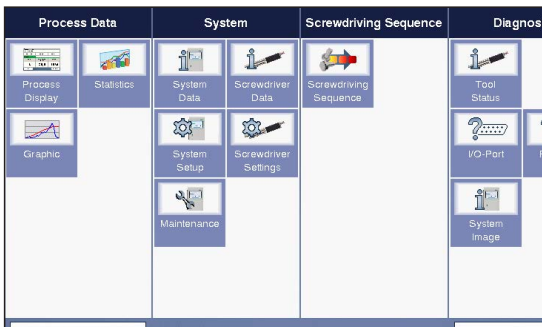 Process Data
System
Screwdriving Sequence
Diagnos
Process
Display
Statistics
System
Data
Screwdriver
Data
Screwdriving
Sequence
Tool
Status
Graphic
System
Setup
Screwdriver
Settings
I/O-Port
Maintenance
System
Image